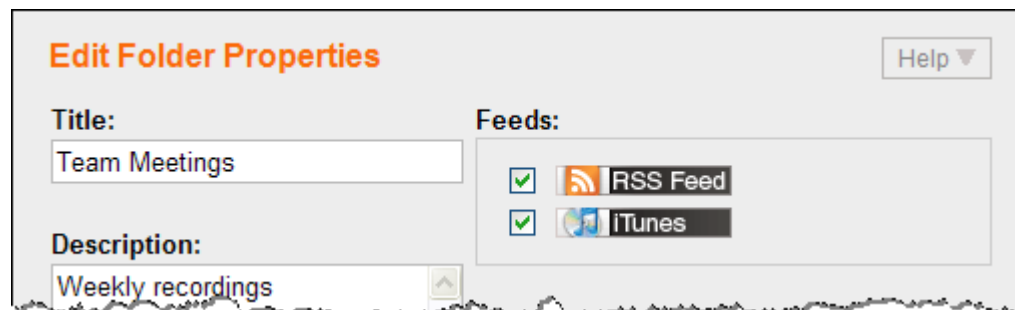 Edit Folder Properties
Help
Title:
Feeds:
Team Meetings
RSS Feed
iTunes
Description:
Weekly recordings